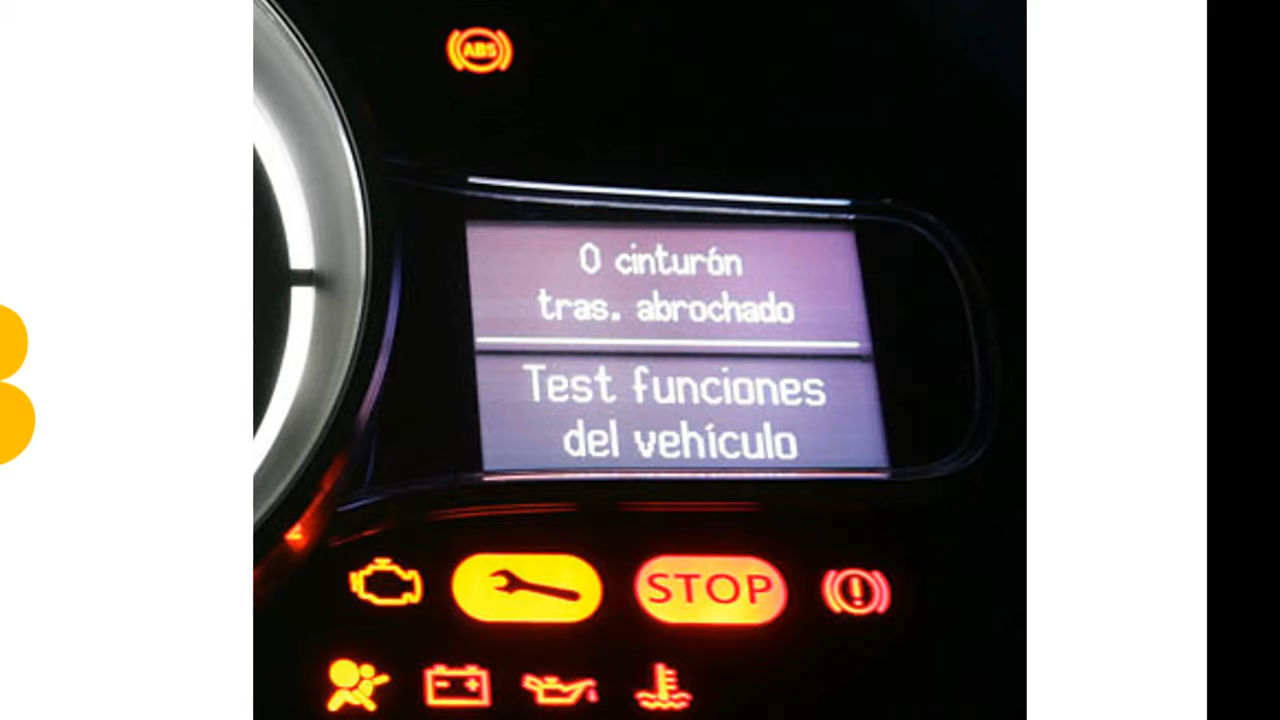 ABS
0 cinturón
tras. abrochado
Test funciones
del vehículo
STOP